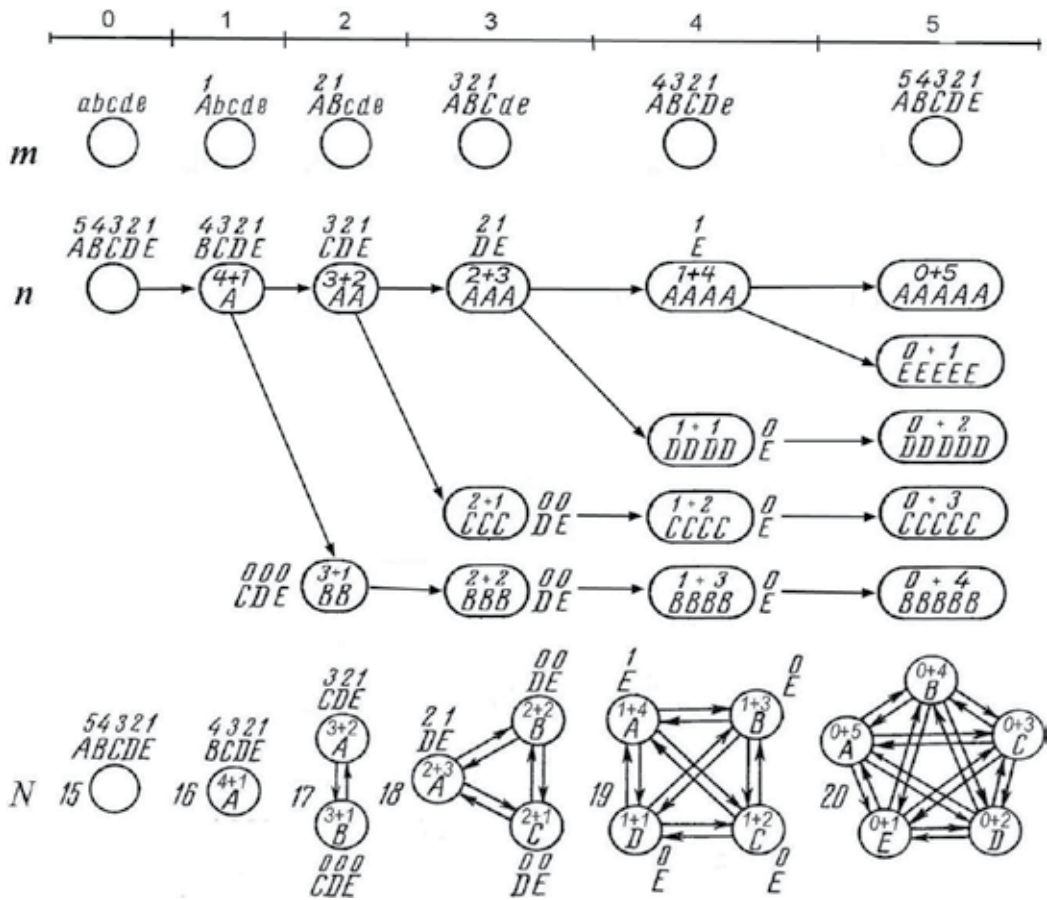 0 1 2 3 4 5
1 21 321 4321 54321
abcde Abcde ABcde ABCde ABCDe ABCDE
m
54321 4321 321 21 1
ABCDE BCDE CDE DE E
n
4+1 3+2 2+3 1+4 0+5
A AA AAA AAAA AAAAA
0 + 1
EEEEE
1 + 1 0 0 + 2
DDDD E DDDDD
2+1 00 1 + 2 0 0 + 3
CCC DE CCCC E CCCCC
000 3+1 2+2 00 1 + 3 0 0 + 4
CDE BB BBB DE BBBB E BBBBB
N
54321
ABCDE
15
4321
BCDE
16
4+1
A
321
CDE
3+2
A
17
3+1
B
000
CDE
00
DE
21
DE
2+2
B
18
2+3
A
2+1
C
00
DE
1
E
0
E
1+4
A
1+3
B
19
1+1
D
1+2
C
0
E
0
E
0+4
B
0+5
A
0+3
C
20
0+1
E
0+2
D